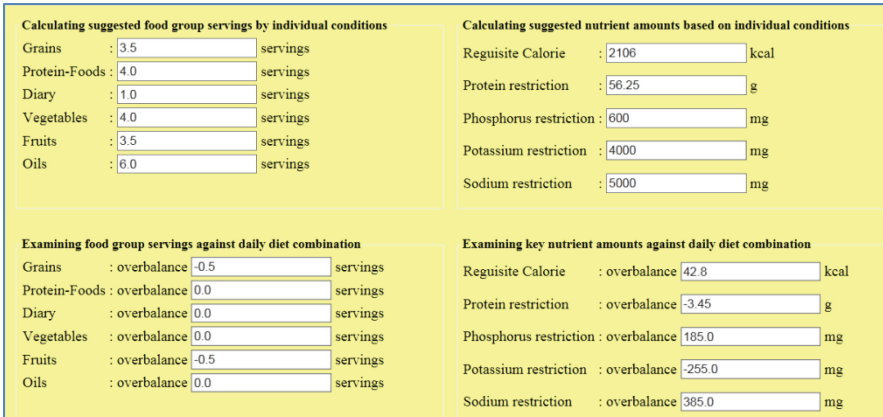 Calculating suggested food group servings by individual conditions
Grains : 3.5 servings
Protein-Foods : 4.0 servings
Diary : 1.0 servings
Vegetables : 4.0 servings
Fruits : 3.5 servings
Oils : 6.0 servings
Calculating suggested nutrient amounts based on individual conditions
Reguisite Calorie : 2106 kcal
Protein restriction : 56.25 g
Phosphorus restriction : 600 mg
Potassium restriction : 4000 mg
Sodium restriction : 5000 mg
Examining food group servings against daily diet combination
Grains : overbalance -0.5 servings
Protein-Foods : overbalance 0.0 servings
Diary : overbalance 0.0 servings
Vegetables : overbalance 0.0 servings
Fruits : overbalance -0.5 servings
Oils : overbalance 0.0 servings
Examining key nutrient amounts against daily diet combination
Reguisite Calorie : overbalance 42.8 kcal
Protein restriction : overbalance -3.45 g
Phosphorus restriction : overbalance 185.0 mg
Potassium restriction : overbalance -255.0 mg
Sodium restriction : overbalance 385.0 mg